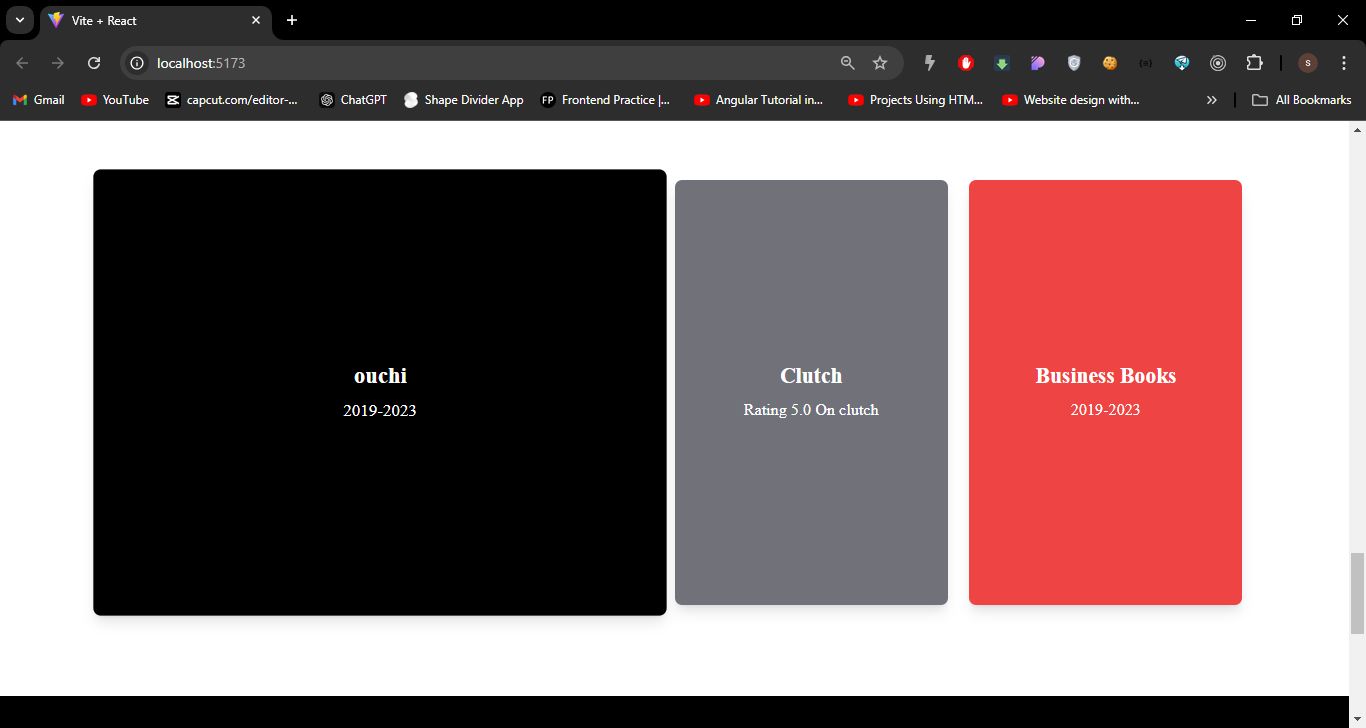 Vite + React
localhost:5173
Gmail
YouTube
capcut.com/editor-...
ChatGPT
Shape Divider App
FP
Frontend Practice |...
Angular Tutorial in...
Projects Using HTM...
Website design with...
»
All Bookmarks
S
ouchi
2019-2023
Clutch
Rating 5.0 On clutch
Business Books
2019-2023